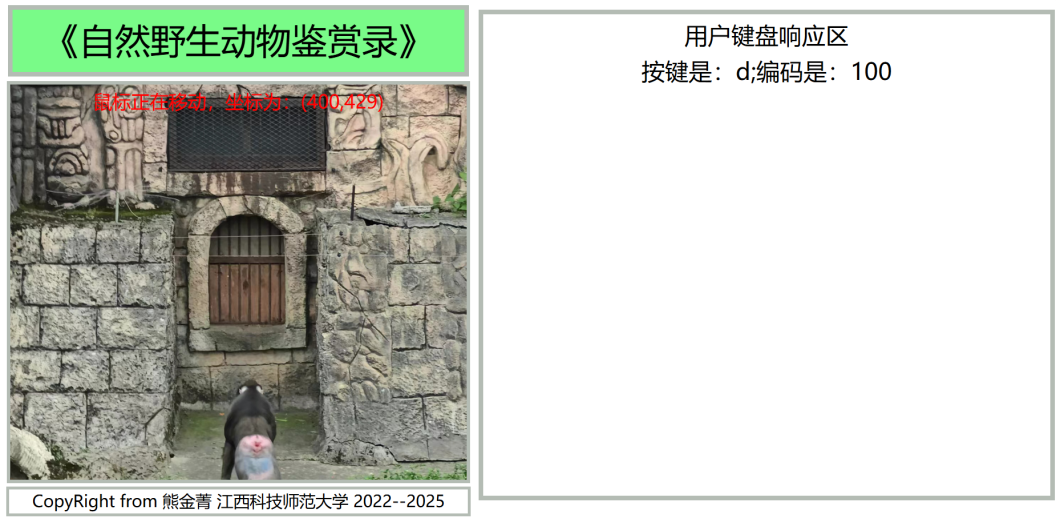 《自然野生动物鉴赏录》
鼠标正在移动，坐标为：(400,429)
CopyRight from 熊金菁 江西科技师范大学 2022--2025
用户键盘响应区
按键是：d;编码是：100